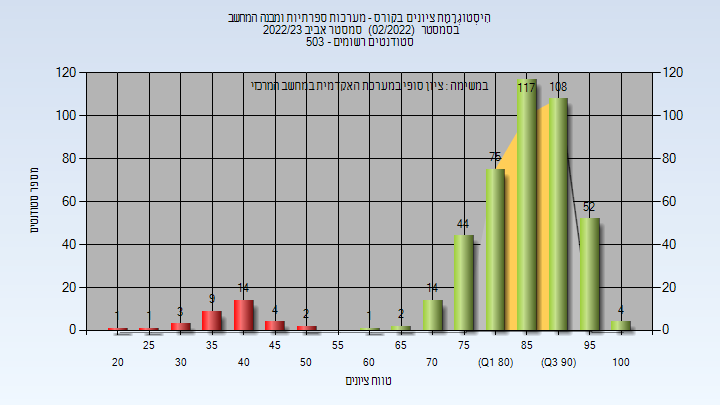 היסטוגרמת ציונים בקורס - מערכות ספרתיות ומבנה המחשב
בסמסטר (02/2022) סמסטר אביב 2022/23
סטודנטים רשומים - 503
במשימה : ציון סופי במערכת האקדמית במחשב המרכזי
120 120
100 100
80 80
60 60
40 40
20 20
0 0
מספר סטודנטים
1 1 3 9 14 4 2 1 2 14 44 75 117 108 52 4
25 35 45 55 65 75 85 95
20 30 40 50 60 70 (Q1 80) (Q3 90) 100
טווח ציונים